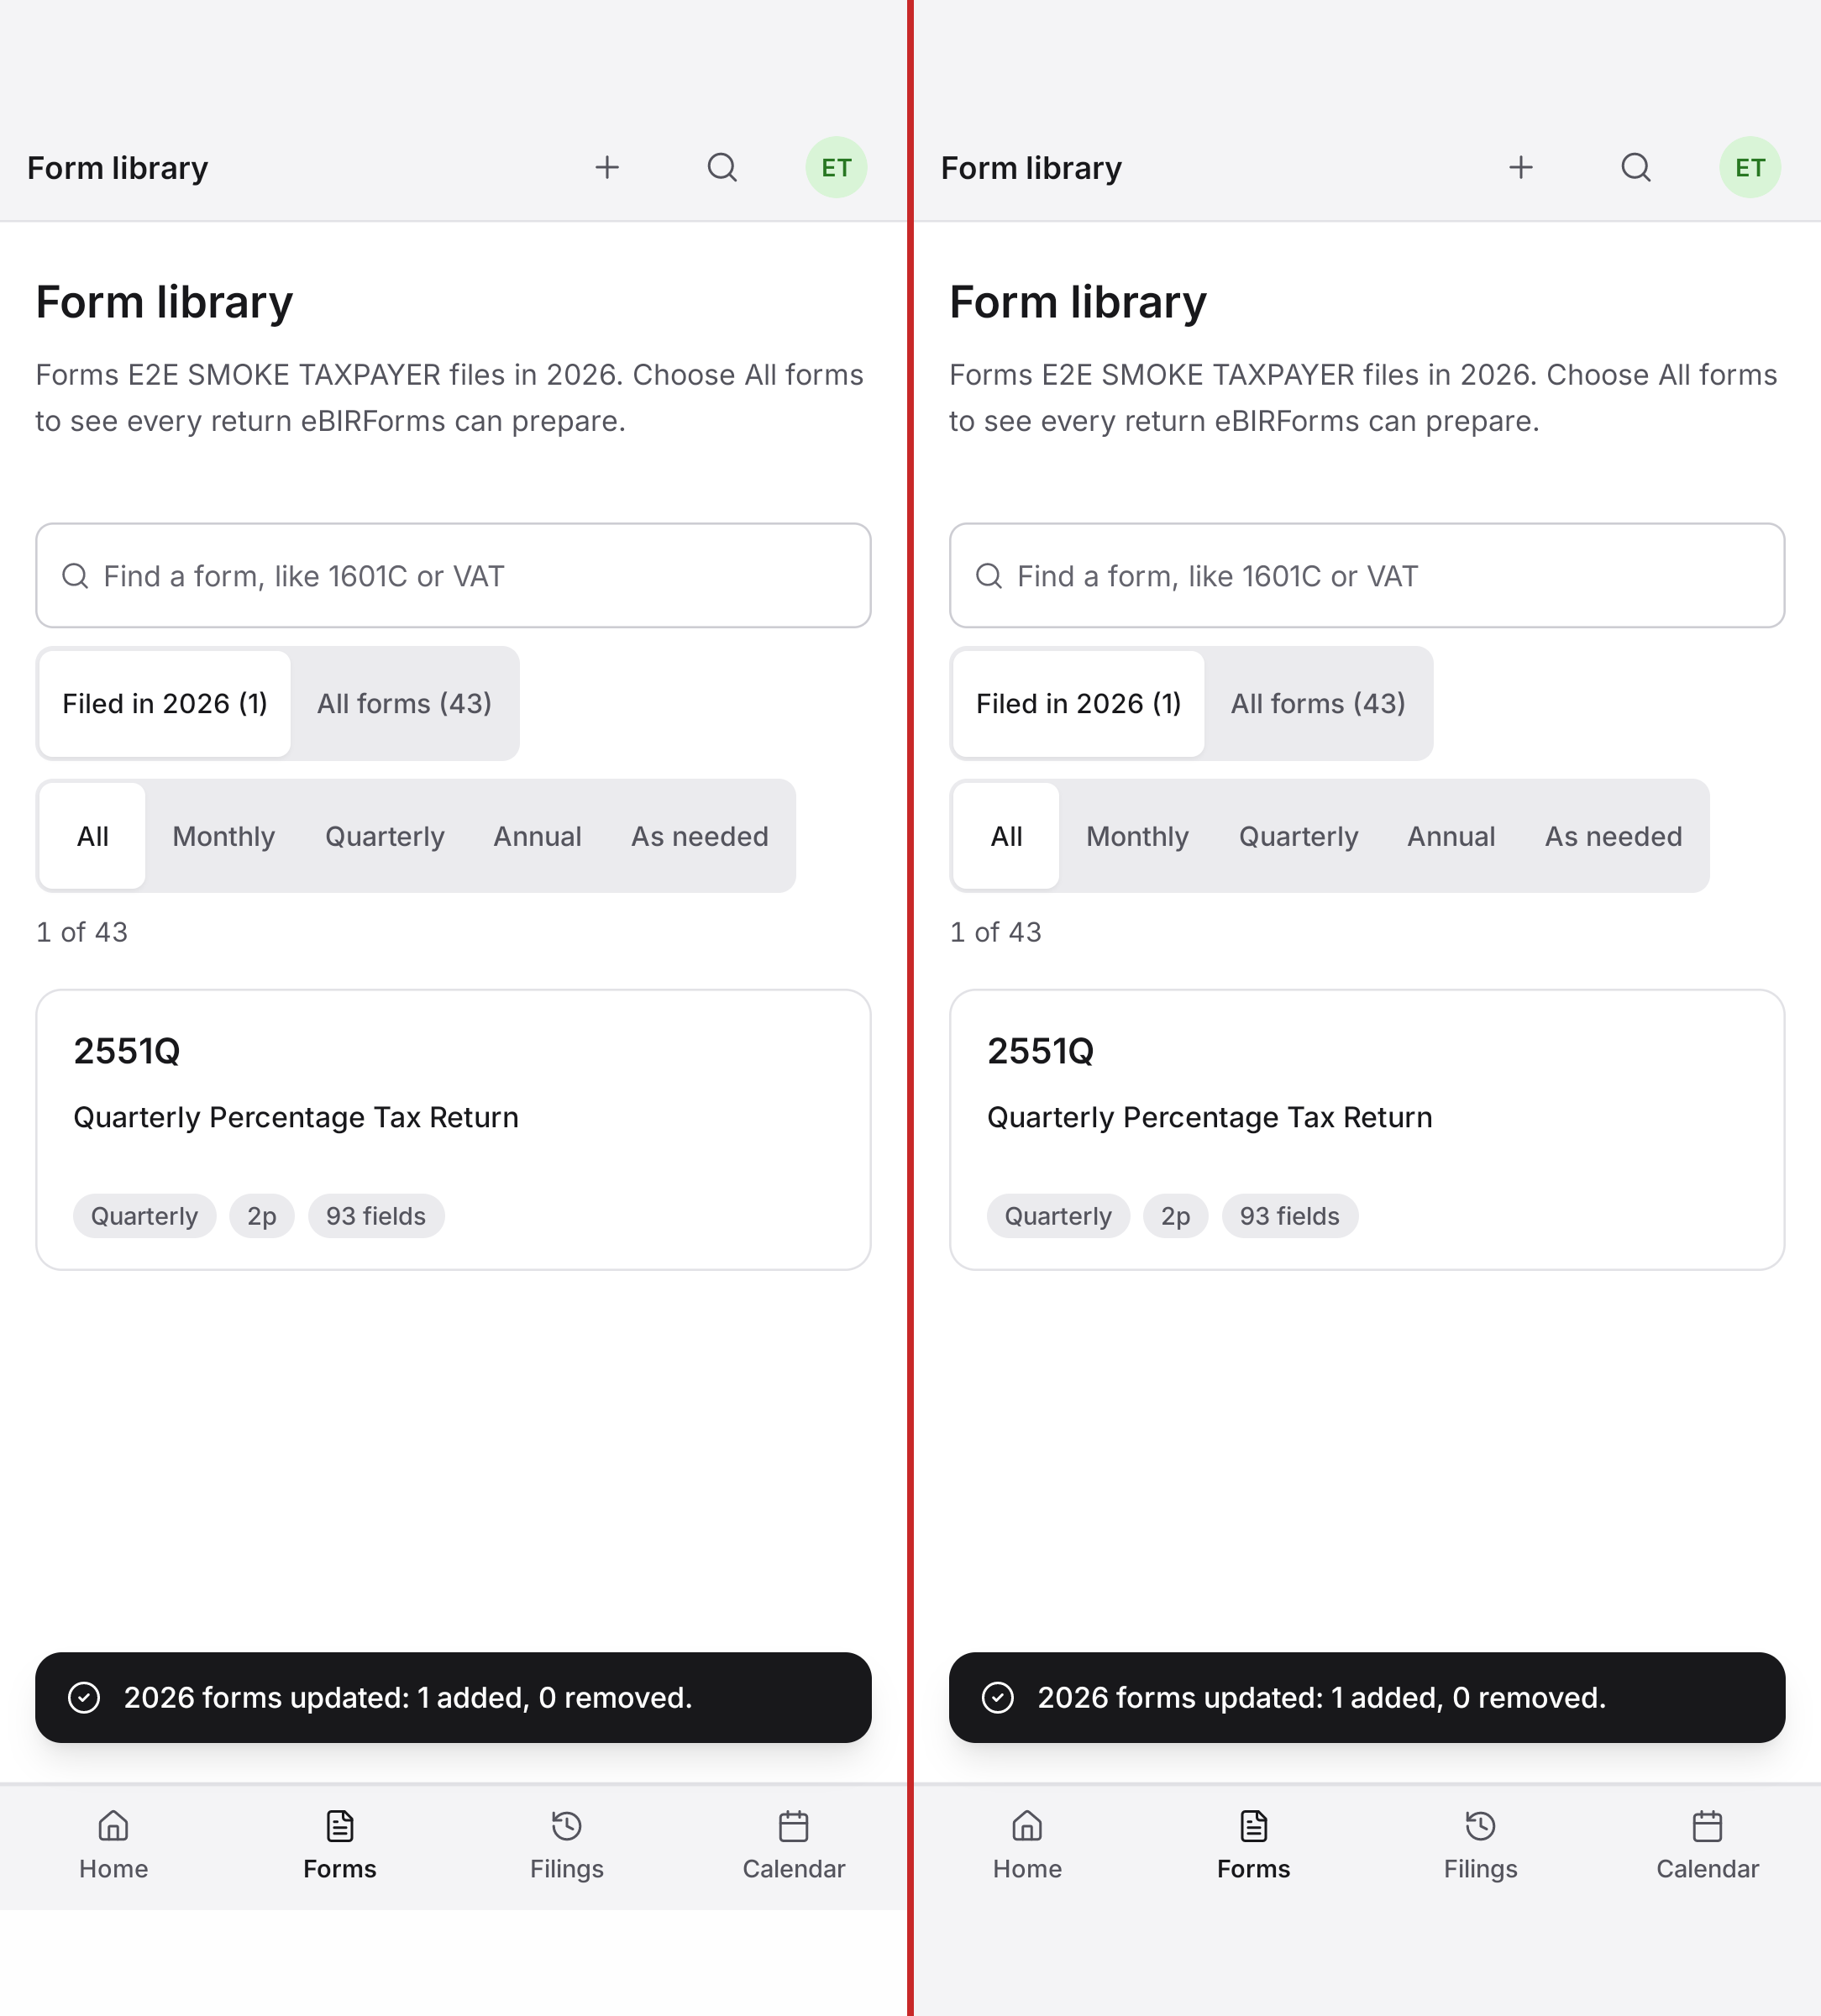 Form library
ET
Form library
Forms E2E SMOKE TAXPAYER files in 2026. Choose All forms
to see every return eBIRForms can prepare.
Find a form, like 1601C or VAT
Filed in 2026 (1) All forms (43)
All Monthly Quarterly Annual As needed
1 of 43
2551Q
Quarterly Percentage Tax Return
Quarterly 2p 93 fields
2026 forms updated: 1 added, 0 removed.
Home Forms Filings Calendar
Form library
ET
Form library
Forms E2E SMOKE TAXPAYER files in 2026. Choose All forms
to see every return eBIRForms can prepare.
Find a form, like 1601C or VAT
Filed in 2026 (1) All forms (43)
All Monthly Quarterly Annual As needed
1 of 43
2551Q
Quarterly Percentage Tax Return
Quarterly 2p 93 fields
2026 forms updated: 1 added, 0 removed.
Home Forms Filings Calendar